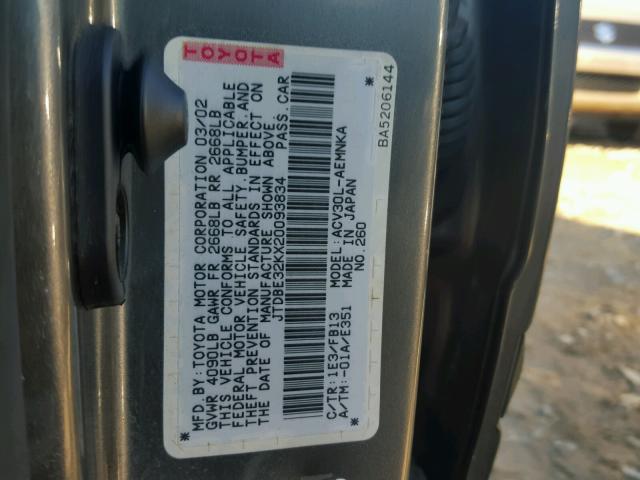 TOYOTA
MFD.BY:TOYOTA MOTOR CORPORATION 03/02
GVWR 4090LB GAWR FR 2668LB RR 2668LB
THIS VEHICLE CONFORMS TO ALL APPLICABLE
FEDERAL MOTOR VEHICLE SAFETY,BUMPER,AND
THEFT PREVENTION STANDARDS IN EFFECT ON
THE DATE OF MANUFACTURE SHOWN ABOVE.
JTDBE32KX20093834 PASS.CAR
C/TR:1E3/FB13 MODEL:ACV30L-AEMNKA
A/TM:-01A/E351 MADE IN JAPAN
NO.260
* *
BA5206144